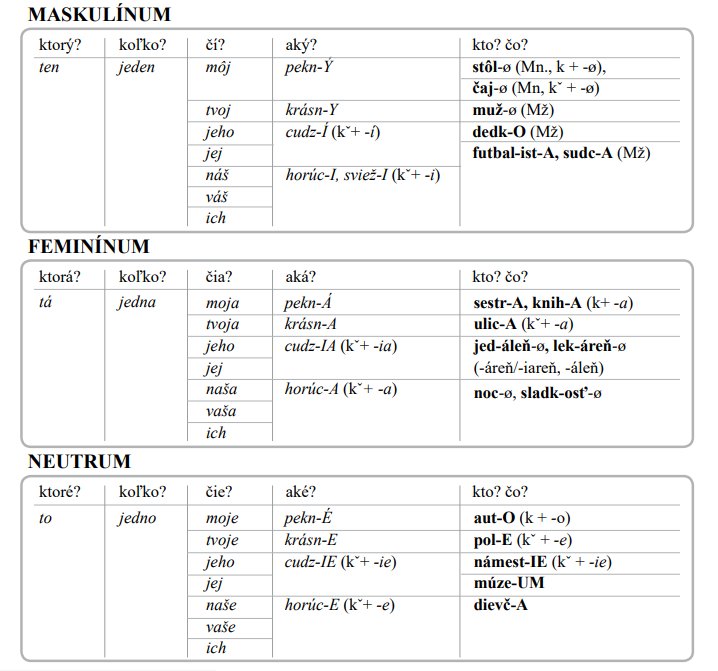 MASKULÍNUM
ktorý? koľko? čí? aký? kto? čo?
ten jeden môj pekn-Ý stôl-ø (Mn., k + -ø),
čaj-ø (Mn, kˇ + -ø)
tvoj krásn-Y muž-ø (Mž)
jeho cudz-Í (kˇ+ -í) dedk-O (Mž)
jej futbal-ist-A, sudc-A (Mž)
náš horúc-I, sviež-I (kˇ+ -i)
váš
ich
FEMINÍNUM
ktorá? koľko? čia? aká? kto? čo?
tá jedna moja pekn-Á sestr-A, knih-A (k+ -a)
tvoja krásn-A ulic-A (kˇ+ -a)
jeho cudz-IA (kˇ+ -ia) jed-áleň-ø, lek-áreň-ø
jej (-áreň/-iareň, -áleň)
naša horúc-A (kˇ+ -a) noc-ø, sladk-osť-ø
vaša
ich
NEUTRUM
ktoré? koľko? čie? aké? kto? čo?
to jedno moje pekn-É aut-O (k + -o)
tvoje krásn-E pol-E (kˇ + -e)
jeho cudz-IE (kˇ+ -ie) námest-IE (kˇ + -ie)
jej múze-UM
naše horúc-E (kˇ+ -e) dievč-A
vaše
ich